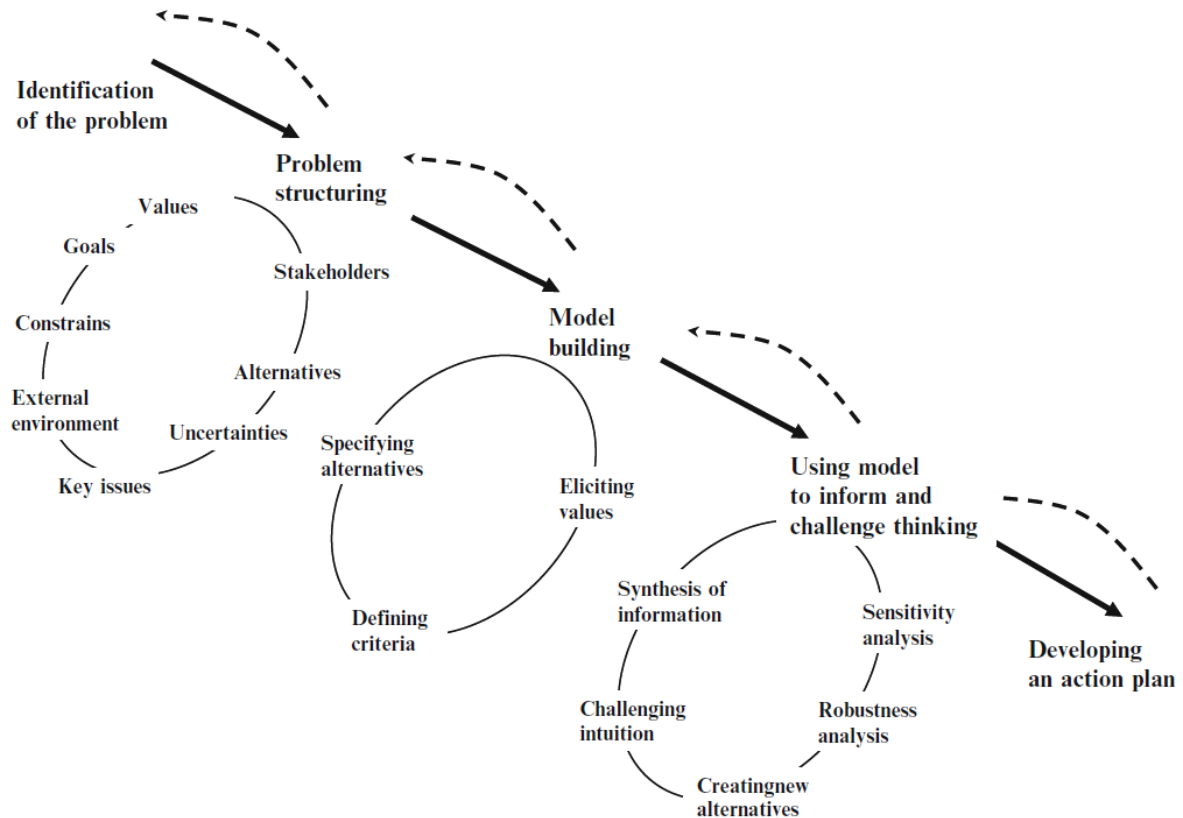 Identification
of the problem
Problem
structuring
Values
Goals
Stakeholders
Constrains
Alternatives
External
environment
Uncertainties
Key issues
Model
building
Specifying
alternatives
Eliciting
values
Defining
criteria
Using model
to inform and
challenge thinking
Synthesis of
information
Sensitivity
analysis
Challenging
intuition
Robustness
analysis
Creatingnew
alternatives
Developing
an action plan